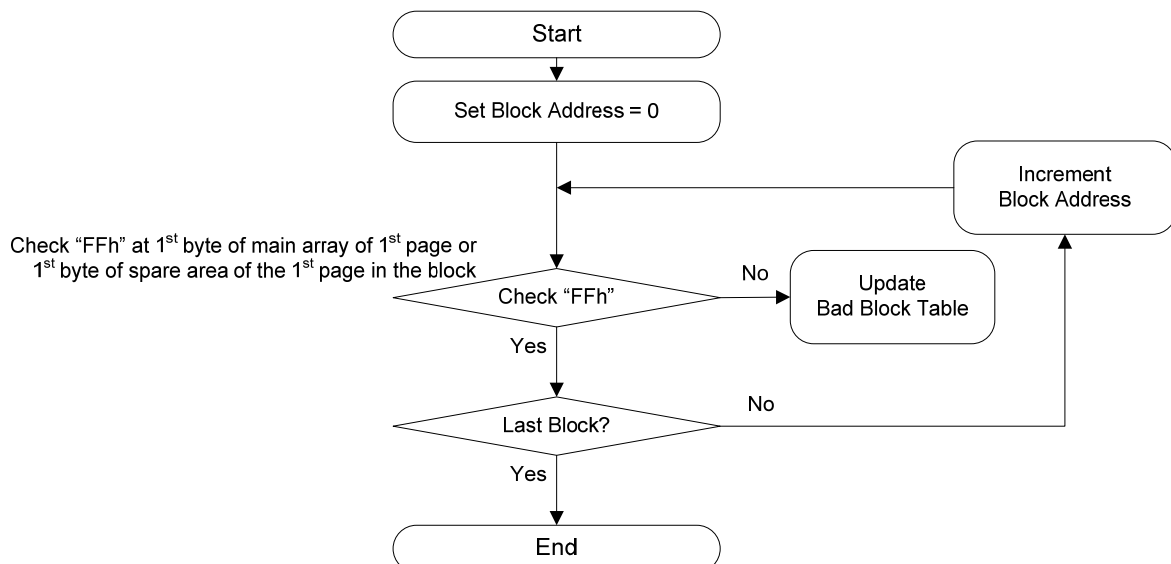 Start
Set Block Address = 0
Increment
Block Address
Check “FFh” at 1st byte of main array of 1st page or
1st byte of spare area of the 1st page in the block
Check “FFh”
No
Update
Bad Block Table
Yes
Last Block?
No
Yes
End